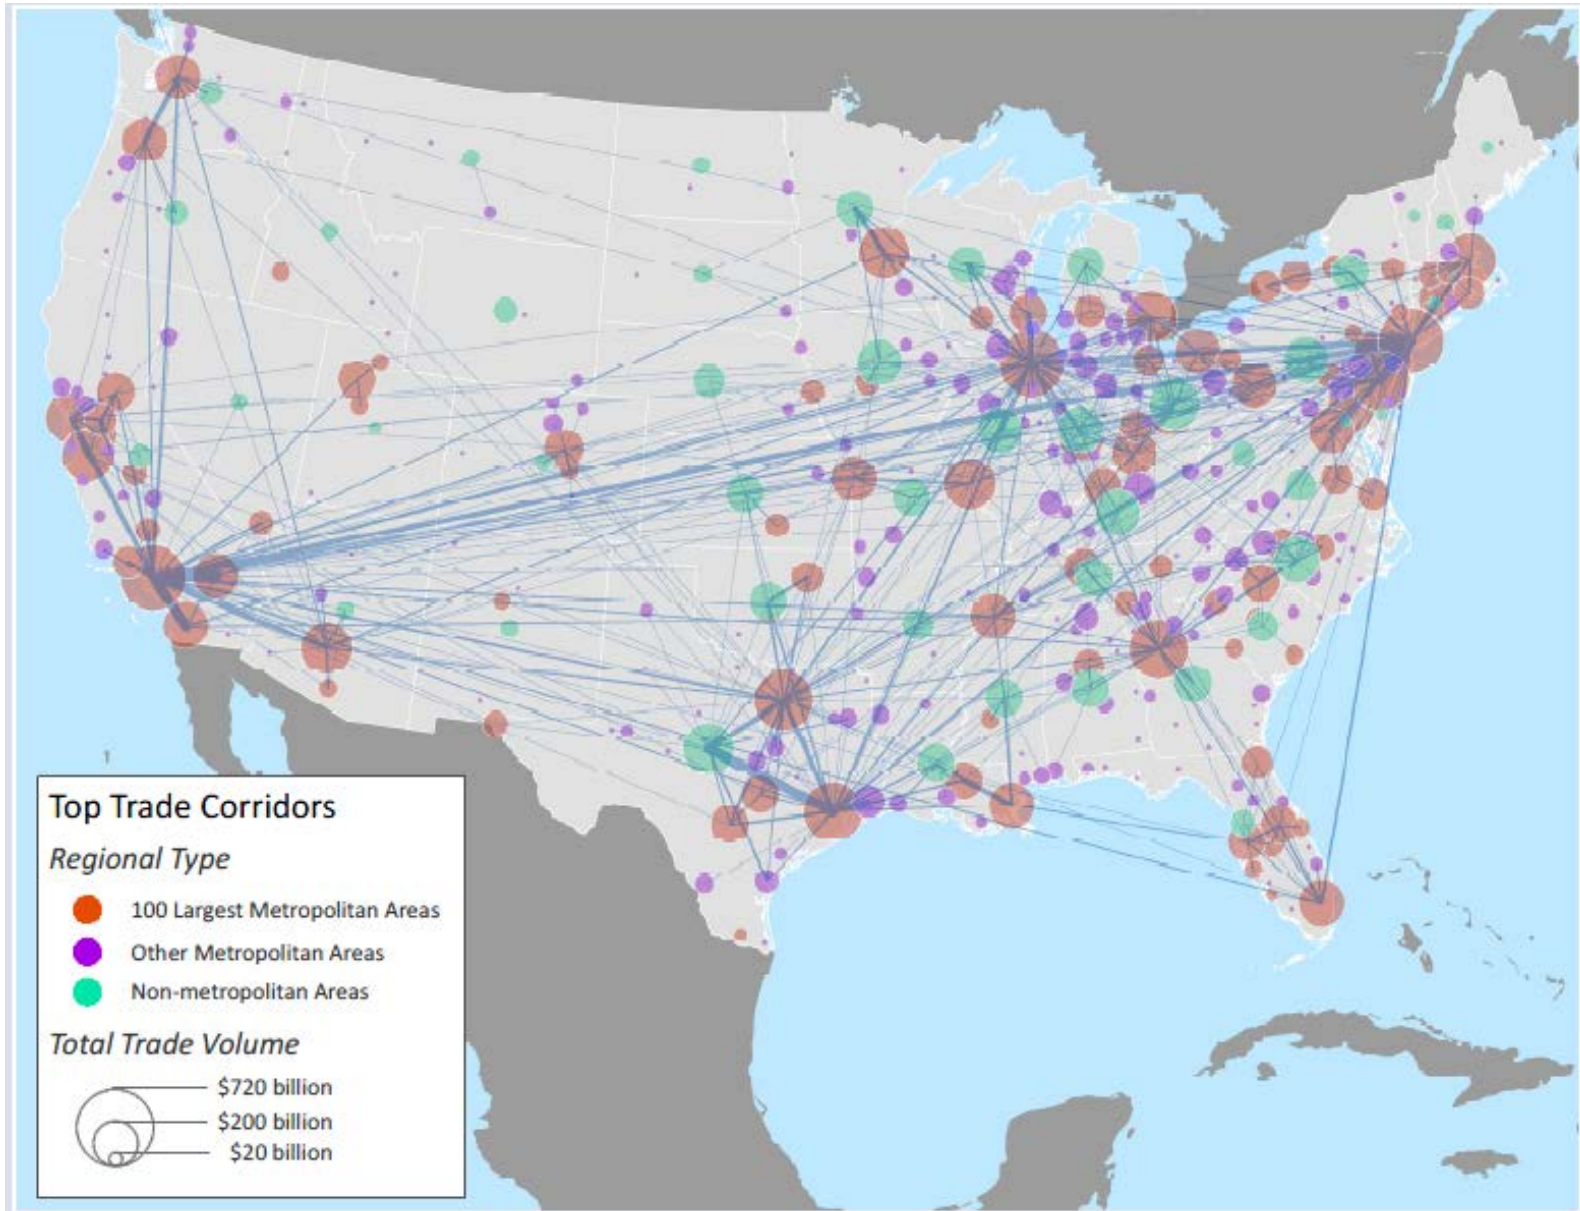 Top Trade Corridors
Regional Type
100 Largest Metropolitan Areas
Other Metropolitan Areas
Non-metropolitan Areas
Total Trade Volume
$720 billion
$200 billion
$20 billion